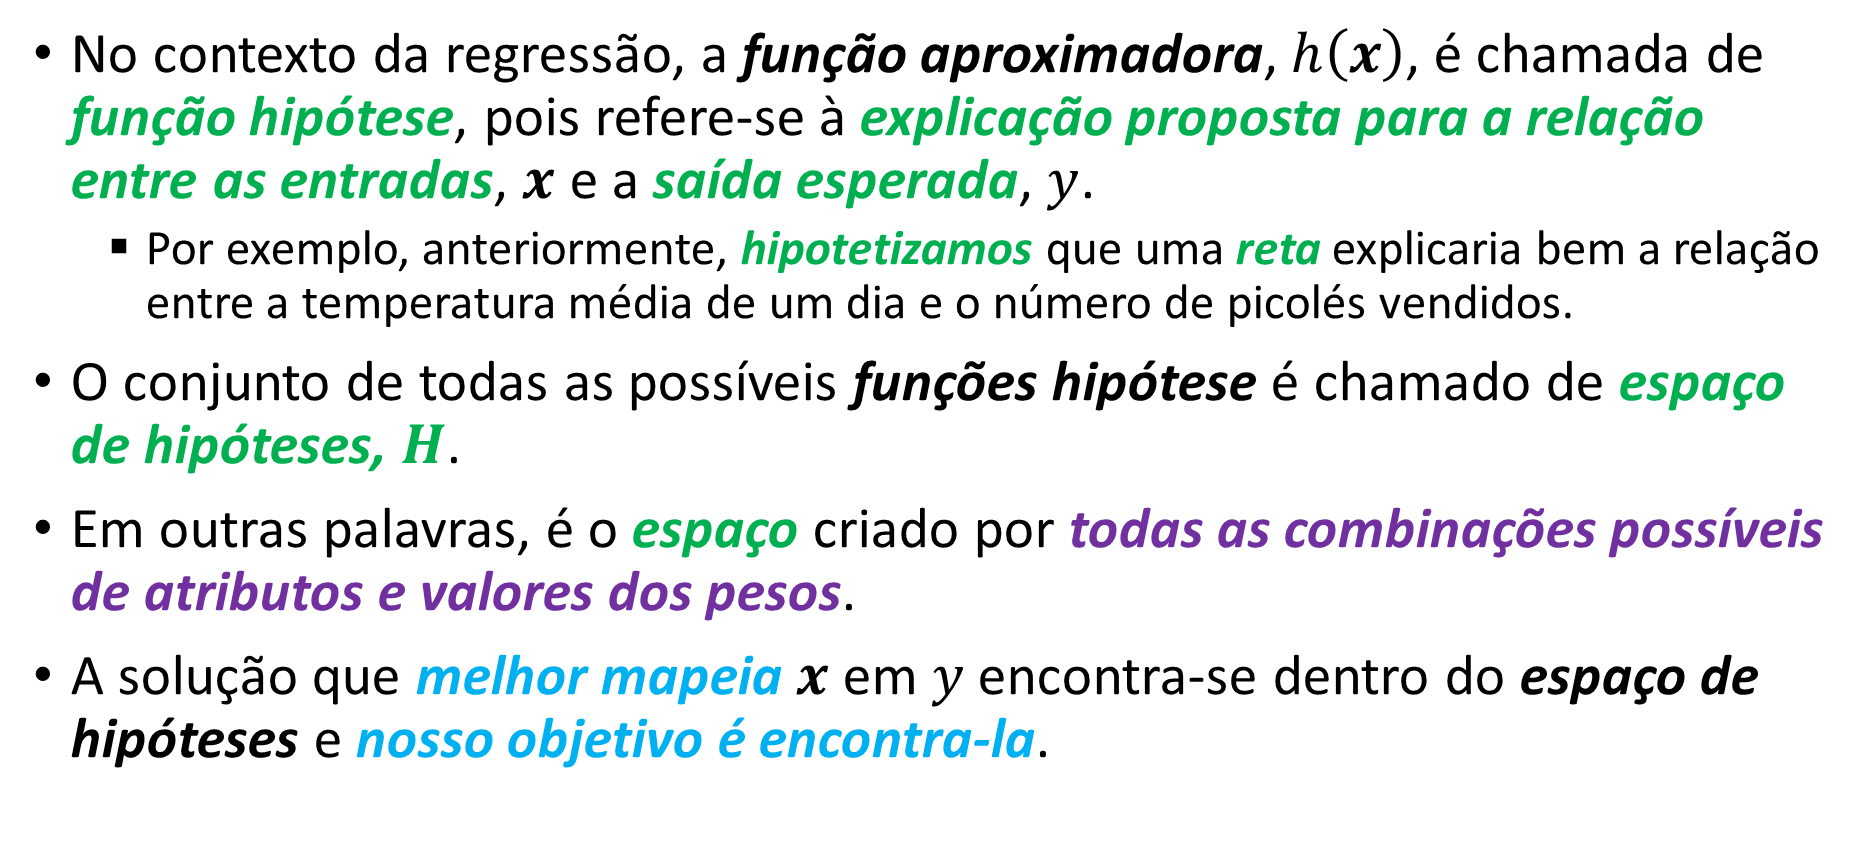 • No contexto da regressão, a função aproximadora, h(x), é chamada de
função hipótese, pois refere-se à explicação proposta para a relação
entre as entradas, x e a saída esperada, y.
▪ Por exemplo, anteriormente, hipotetizamos que uma reta explicaria bem a relação
entre a temperatura média de um dia e o número de picolés vendidos.
• O conjunto de todas as possíveis funções hipótese é chamado de espaço
de hipóteses, H.
• Em outras palavras, é o espaço criado por todas as combinações possíveis
de atributos e valores dos pesos.
• A solução que melhor mapeia x em y encontra-se dentro do espaço de
hipóteses e nosso objetivo é encontra-la.